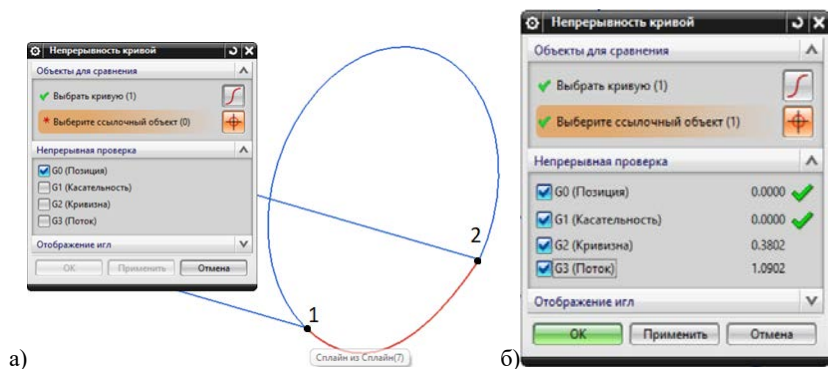 Непрерывность кривой
Объекты для сравнения
Выбрать кривую (1)
* Выберите ссылочный объект (0)
Непрерывная проверка
G0 (Позиция)
G1 (Касательность)
G2 (Кривизна)
G3 (Поток)
Отображение игл
ОК Применить Отмена
1
2
Сплайн из Сплайн(7)
а)
Непрерывность кривой
Объекты для сравнения
Выбрать кривую (1)
Выберите ссылочный объект (1)
Непрерывная проверка
G0 (Позиция) 0.0000
G1 (Касательность) 0.0000
G2 (Кривизна) 0.3802
G3 (Поток) 1.0902
Отображение игл
ОК Применить Отмена
б)